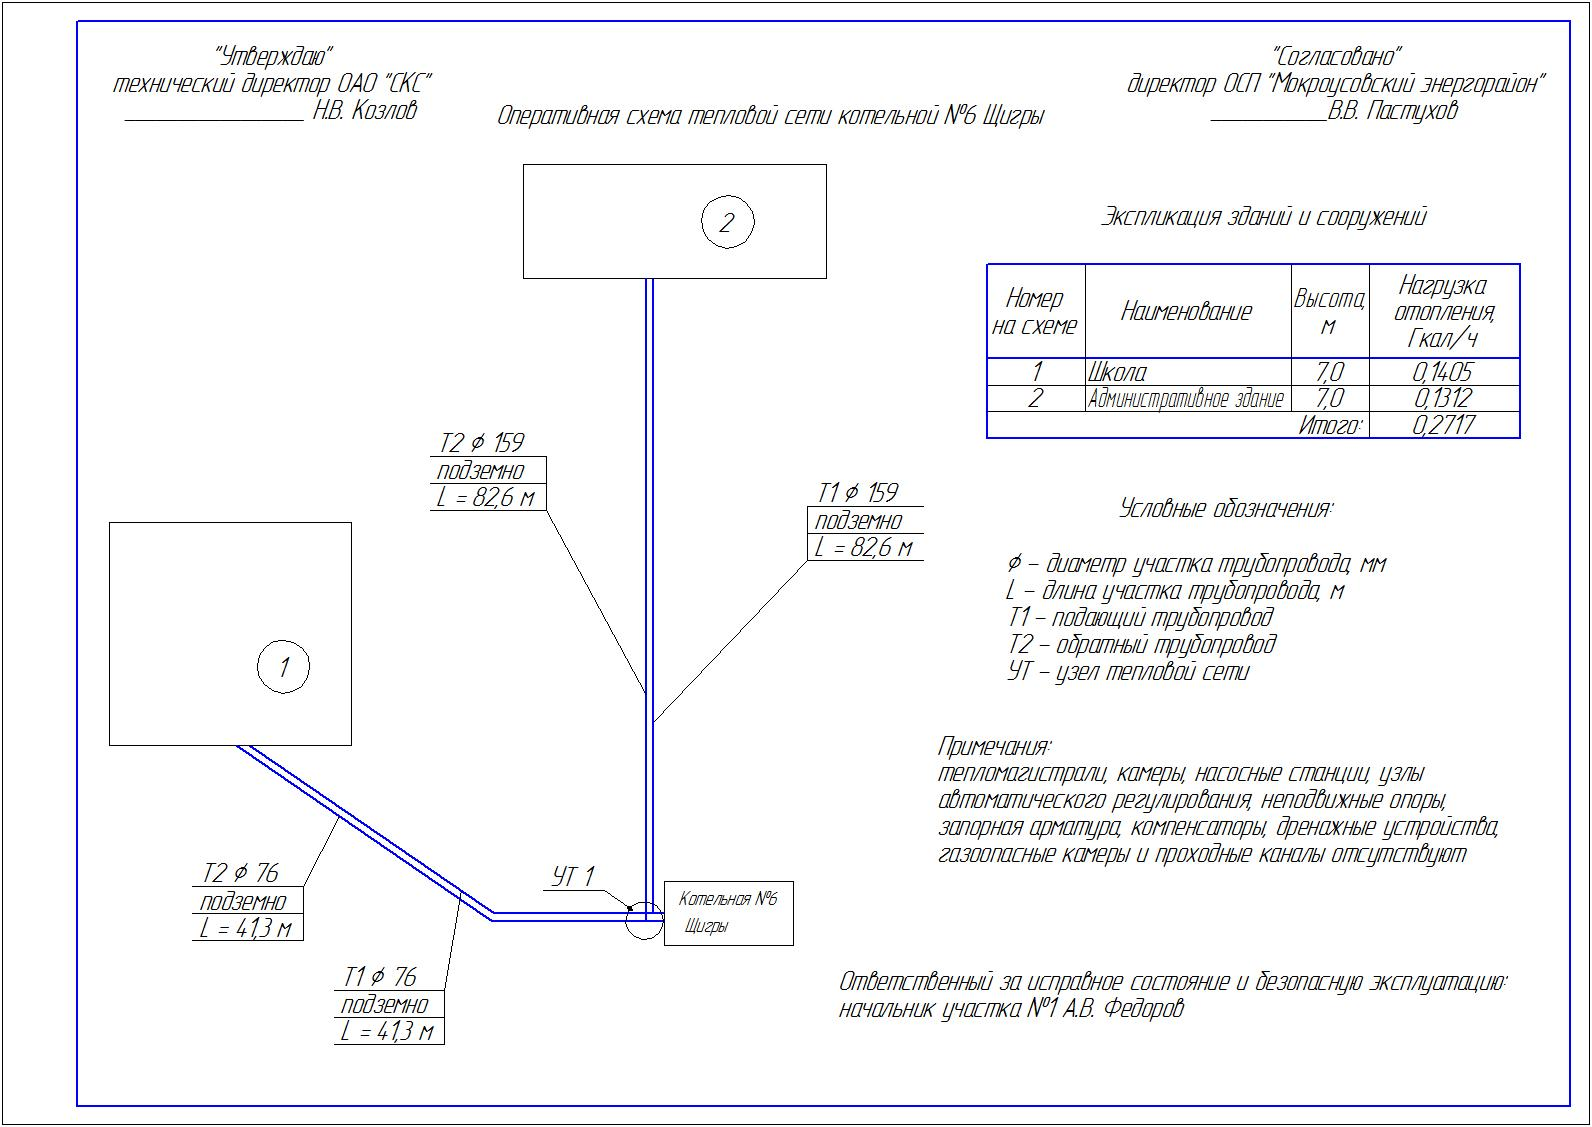 "Утверждаю"
технический директор ОАО "СКС"
______________ Н.В. Козлов
"Согласовано"
директор ОСП "Мокроусовский энергорайон"
_________В.В. Пастухов
Оперативная схема тепловой сети котельной №6 Щигры
2
Экспликация зданий и сооружений
Номер на схеме Наименование Высота, м Нагрузка отопления, Гкал/ч
1 Школа 7,0 0,1405
2 Административное здание 7,0 0,1312
Итого: 0,2717
Т2 ϕ 159
подземно
L = 82,6 м
Т1 ϕ 159
подземно
L = 82,6 м
Условные обозначения:
ϕ – диаметр участка трубопровода, мм
L – длина участка трубопровода, м
Т1 – подающий трубопровод
Т2 – обратный трубопровод
УТ – узел тепловой сети
1
Примечания:
тепломагистрали, камеры, насосные станции, узлы
автоматического регулирования, неподвижные опоры,
запорная арматура, компенсаторы, дренажные устройства,
газоопасные камеры и проходные каналы отсутствуют
Т2 ϕ 76
подземно
L = 41,3 м
УТ 1
Котельная №6
Щигры
Т1 ϕ 76
подземно
L = 41,3 м
Ответственный за исправное состояние и безопасную эксплуатацию:
начальник участка №1 А.В. Федоров